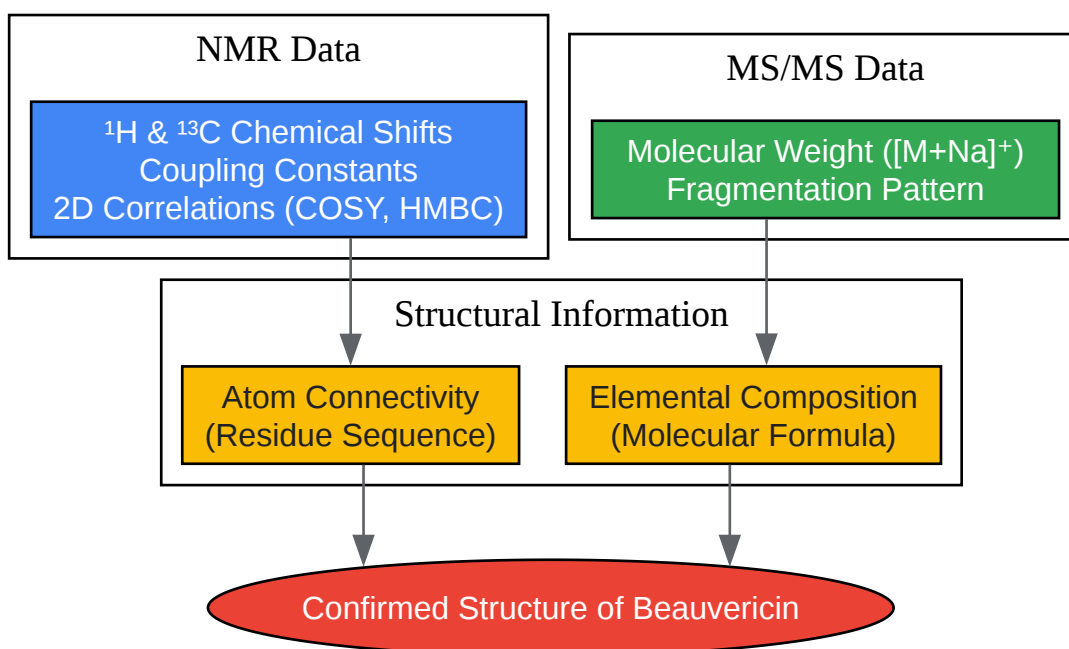 NMR Data
¹H & ¹³C Chemical Shifts
Coupling Constants
2D Correlations (COSY, HMBC)
MS/MS Data
Molecular Weight ([M+Na]⁺)
Fragmentation Pattern
Structural Information
Atom Connectivity
(Residue Sequence)
Elemental Composition
(Molecular Formula)
Confirmed Structure of Beauvericin